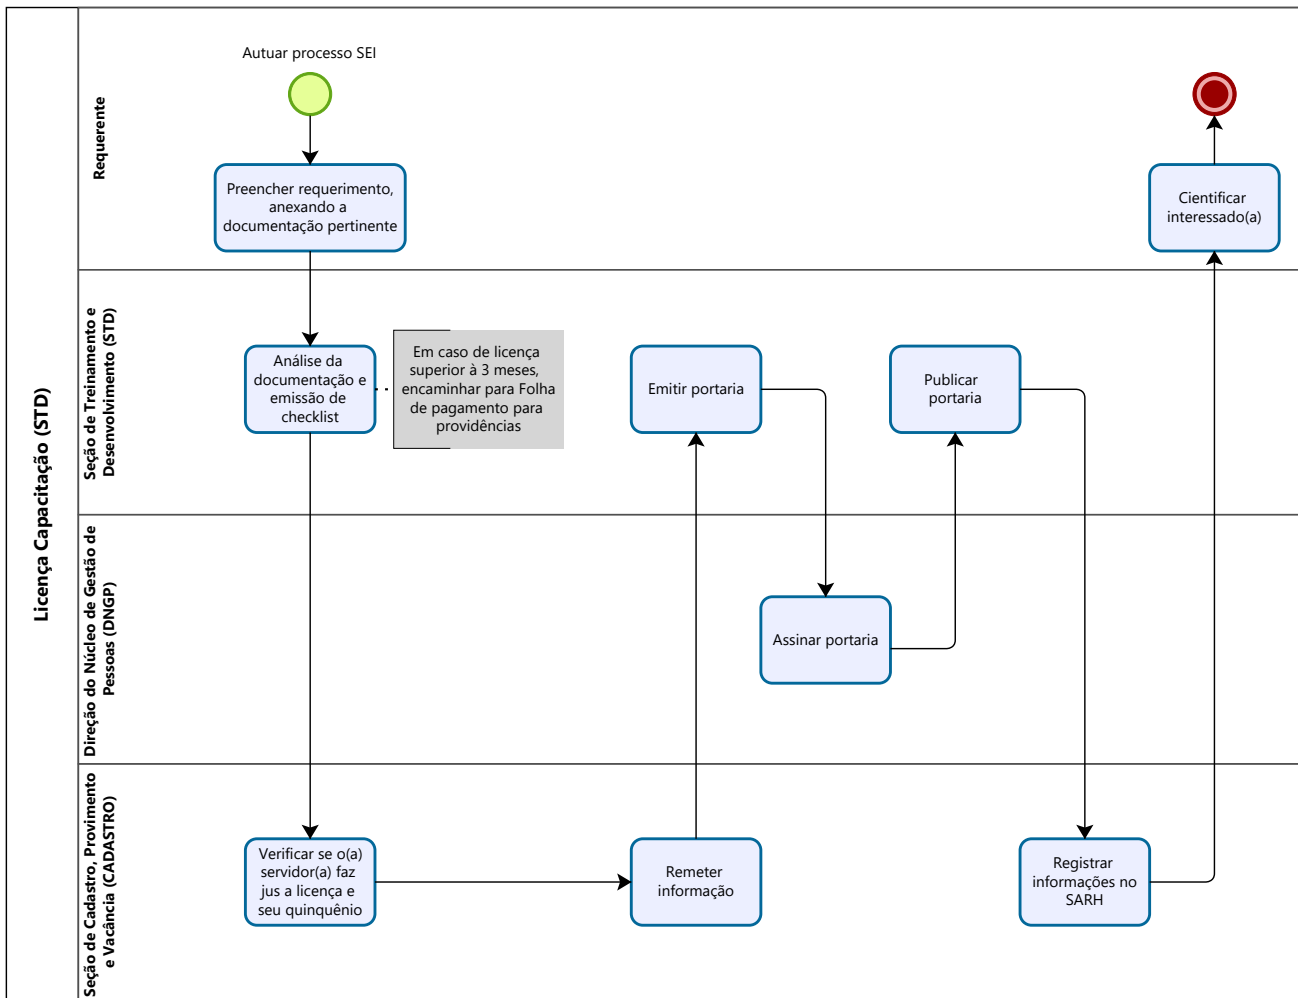 Licença Capacitação (STD)
Requerente
Autuar processo SEI
Preencher requerimento,
anexando a
documentação pertinente
Cientificar
interessado(a)
Seção de Treinamento e
Desenvolvimento (STD)
Análise da
documentação e
emissão de
checklist
Em caso de licença
superior à 3 meses,
encaminhar para Folha
de pagamento para
providências
Emitir portaria
Publicar
portaria
Direção do Núcleo de Gestão de
Pessoas (DNGP)
Assinar portaria
Seção de Cadastro, Provimento
e Vacância (CADASTRO)
Verificar se o(a)
servidor(a) faz
jus a licença e
seu quinquênio
Remeter
informação
Registrar
informações no
SARH